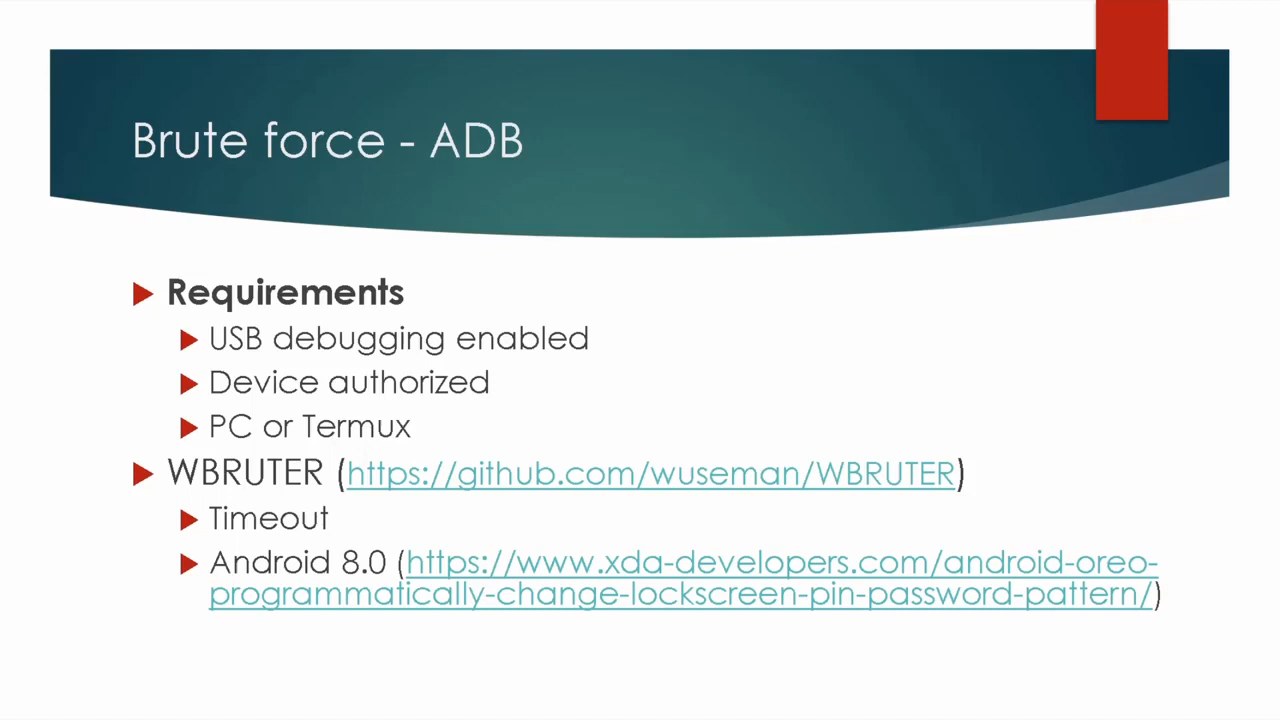 Brute force - ADB
Requirements
USB debugging enabled
Device authorized
PC or Termux
WBRUTER (https://github.com/wuseman/WBRUTER)
Timeout
Android 8.0 (https://www.xda-developers.com/android-oreo-
programmatically-change-lockscreen-pin-password-pattern/)